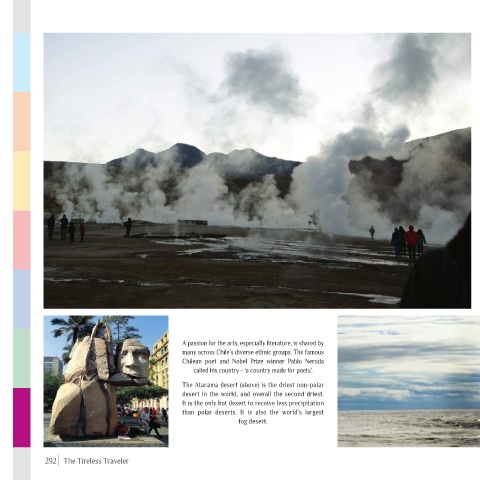 A passion for the arts, especially literature, is shared by
many across Chile's diverse ethnic groups. The famous
Chilean poet and Nobel Prize winner Pablo Neruda
called his country - 'a country made for poets'.
The Atacama desert (above) is the driest non-polar
desert in the world, and overall the second driest.
It is the only hot desert to receive less precipitation
than polar deserts. It is also the world's largest
fog desert.
292| The Tireless Traveler